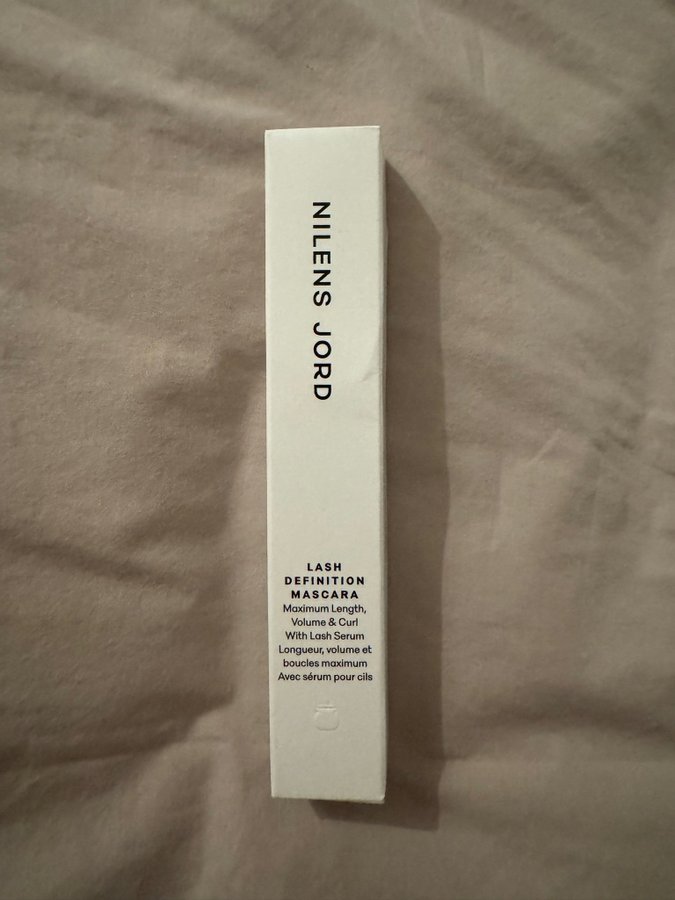 NILENS JORD
LASH
DEFINITION
MASCARA
Maximum Length,
Volume & Curl
With Lash Serum
Longueur, volume et
boucles maximum
Avec sérum pour cils